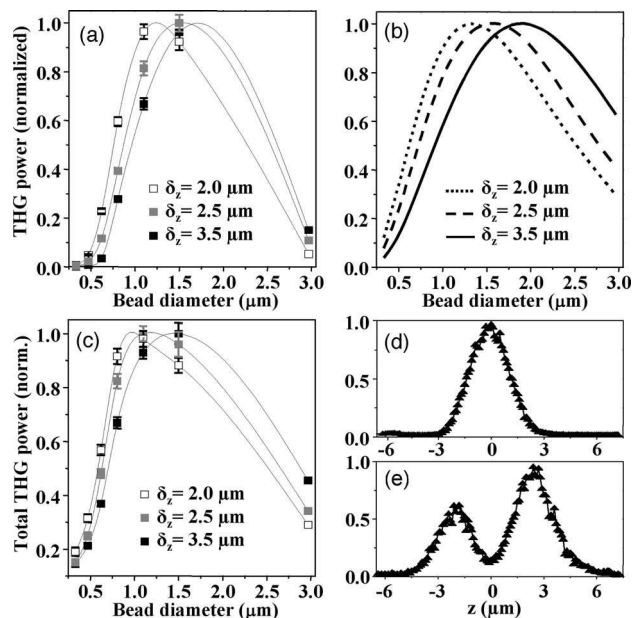 (a)
THG power (normalized)
1.0
0.8
0.6
0.4
0.2
0.0
δz= 2.0 µm
δz= 2.5 µm
δz= 3.5 µm
0.5 1.0 1.5 2.0 2.5 3.0
Bead diameter (µm)
(b)
1.0
0.8
0.6
0.4
0.2
0.0
δz= 2.0 µm
δz= 2.5 µm
δz= 3.5 µm
0.5 1.0 1.5 2.0 2.5 3.0
Bead diameter (µm)
(c)
Total THG power (norm.)
1.0
0.8
0.6
0.4
0.2
δz= 2.0 µm
δz= 2.5 µm
δz= 3.5 µm
0.5 1.0 1.5 2.0 2.5 3.0
Bead diameter (µm)
(d)
1.0
0.5
0.0
-6 -3 0 3 6
(e)
1.0
0.5
0.0
-6 -3 0 3 6
z (µm)